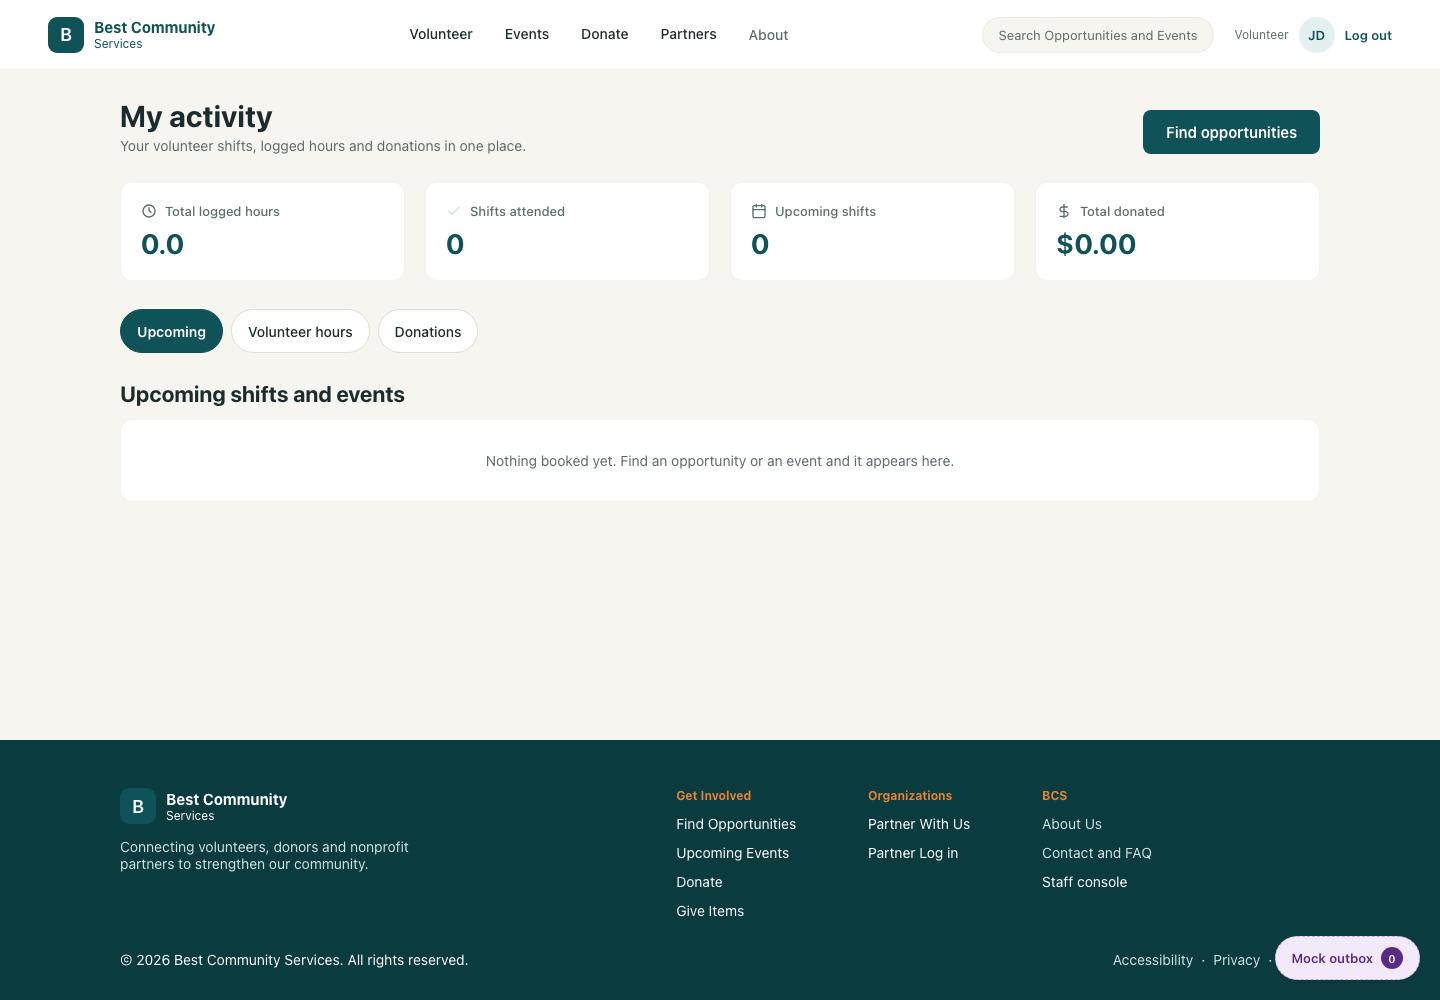 B
Best Community
Services
Volunteer
Events
Donate
Partners
About
Search Opportunities and Events
Volunteer
JD
Log out
My activity
Your volunteer shifts, logged hours and donations in one place.
Find opportunities
Total logged hours
0.0
Shifts attended
0
Upcoming shifts
0
Total donated
$0.00
Upcoming
Volunteer hours
Donations
Upcoming shifts and events
Nothing booked yet. Find an opportunity or an event and it appears here.
B
Best Community
Services
Connecting volunteers, donors and nonprofit
partners to strengthen our community.
Get Involved
Find Opportunities
Upcoming Events
Donate
Give Items
Organizations
Partner With Us
Partner Log in
BCS
About Us
Contact and FAQ
Staff console
© 2026 Best Community Services. All rights reserved.
Accessibility · Privacy ·
Mock outbox 0